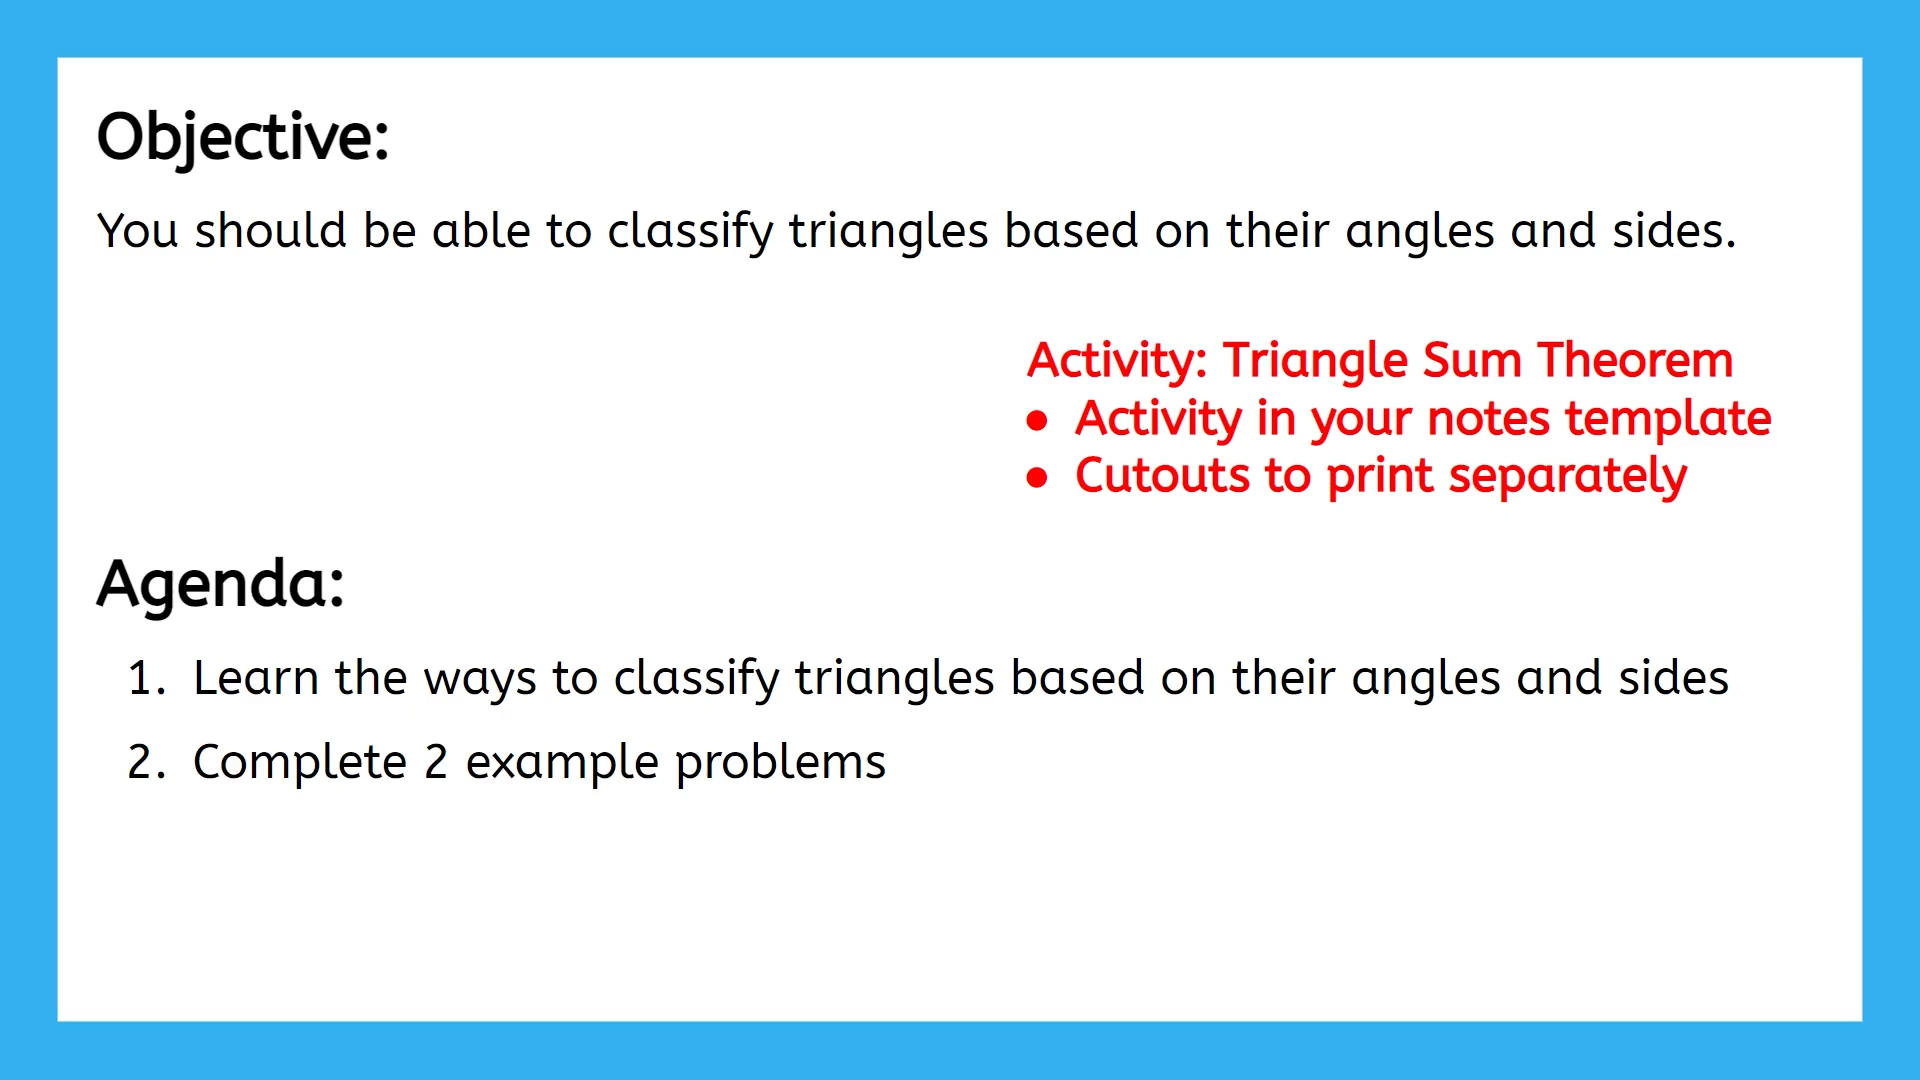 Objective:
You should be able to classify triangles based on their angles and sides.
Activity: Triangle Sum Theorem
● Activity in your notes template
● Cutouts to print separately
Agenda:
1. Learn the ways to classify triangles based on their angles and sides
2. Complete 2 example problems